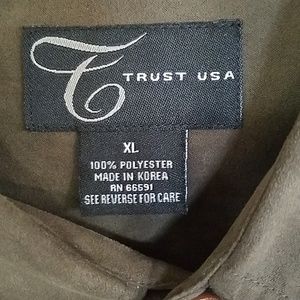 TRUST USA
XL
100% POLYESTER
MADE IN KOREA
RN 66591
SEE REVERSE FOR CARE